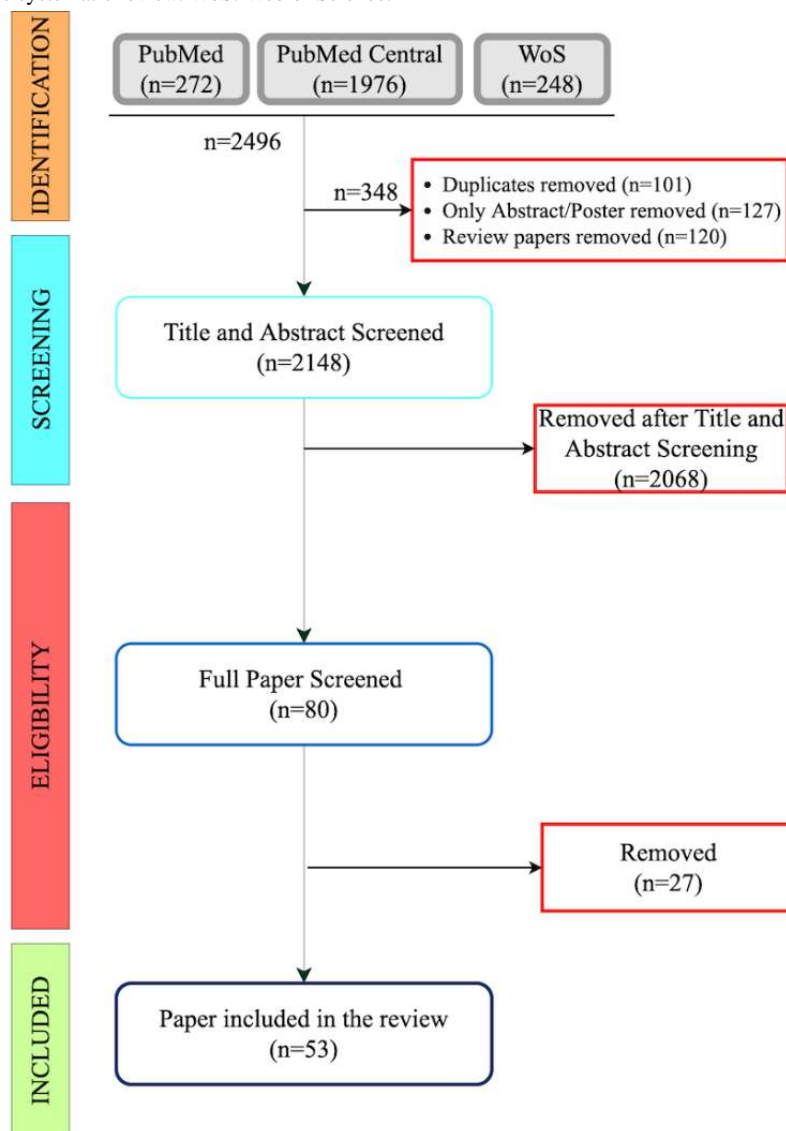 IDENTIFICATION
PubMed
(n=272)
PubMed Central
(n=1976)
WoS
(n=248)
n=2496
n=348
• Duplicates removed (n=101)
• Only Abstract/Poster removed (n=127)
• Review papers removed (n=120)
SCREENING
Title and Abstract Screened
(n=2148)
Removed after Title and
Abstract Screening
(n=2068)
ELIGIBILITY
Full Paper Screened
(n=80)
Removed
(n=27)
INCLUDED
Paper included in the review
(n=53)